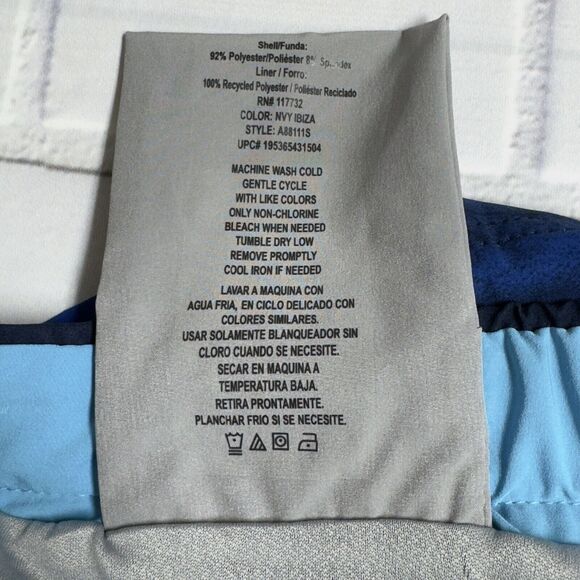 Shell/Funda:
92% Polyester/Poliéster 8% Spandex
Liner / Forro:
100% Recycled Polyester / Poliéster Reciclado
RN# 117732
COLOR: NVY IBIZA
STYLE: A88111S
UPC# 195365431504
MACHINE WASH COLD
GENTLE CYCLE
WITH LIKE COLORS
ONLY NON-CHLORINE
BLEACH WHEN NEEDED
TUMBLE DRY LOW
REMOVE PROMPTLY
COOL IRON IF NEEDED
LAVAR A MAQUINA CON
AGUA FRIA, EN CICLO DELICADO CON
COLORES SIMILARES.
USAR SOLAMENTE BLANQUEADOR SIN
CLORO CUANDO SE NECESITE.
SECAR EN MAQUINA A
TEMPERATURA BAJA.
RETIRA PRONTAMENTE.
PLANCHAR FRIO SI SE NECESITE.